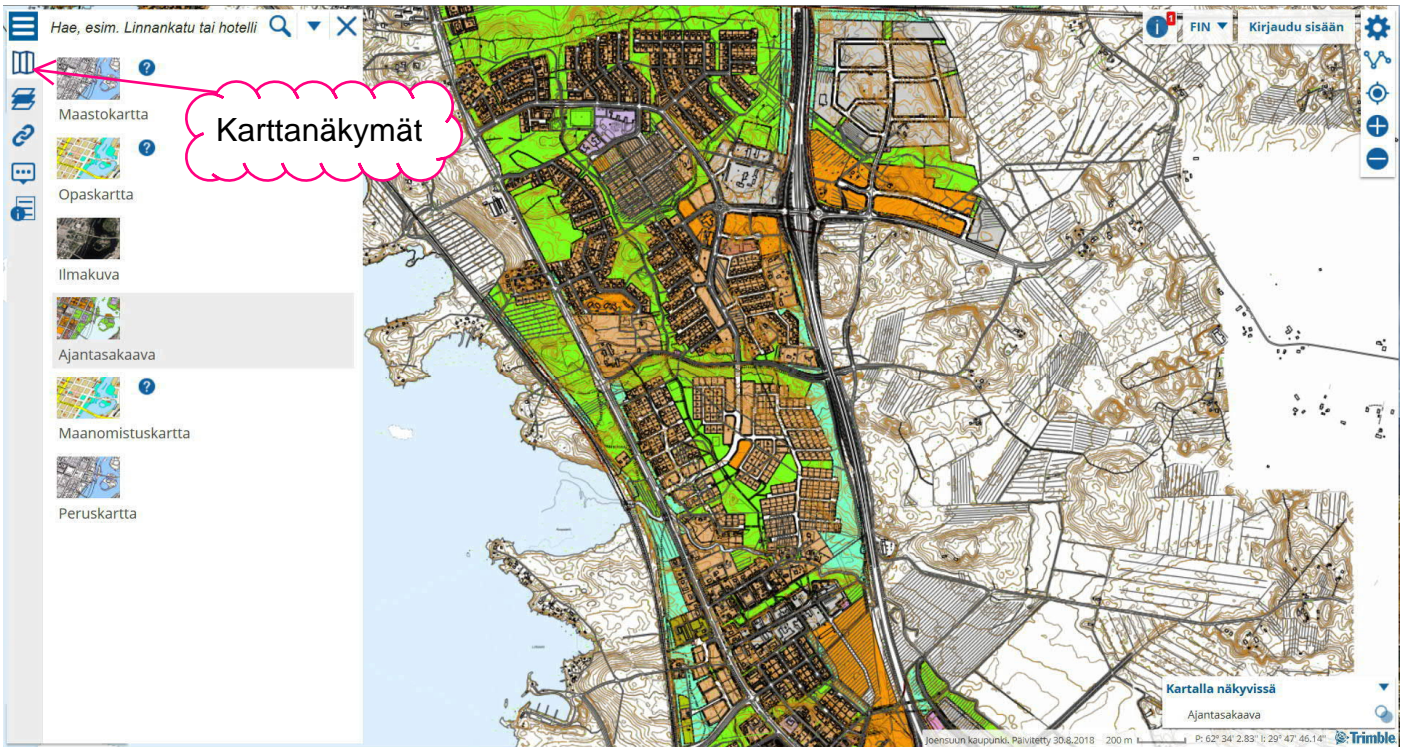 Hae, esim. Linnankatu tai hotelli
1
FIN
Kirjaudu sisään
Maastokartta
?
Karttanäkymät
Opaskartta
?
Ilmakuva
Ajantasakaava
Maanomistuskartta
?
Peruskartta
Kartalla näkyvissä
Ajantasakaava
Joensuun kaupunki. Päivitetty 30.8.2018 200 m P: 62° 34' 2.83" I: 29° 47' 46.14" Trimble